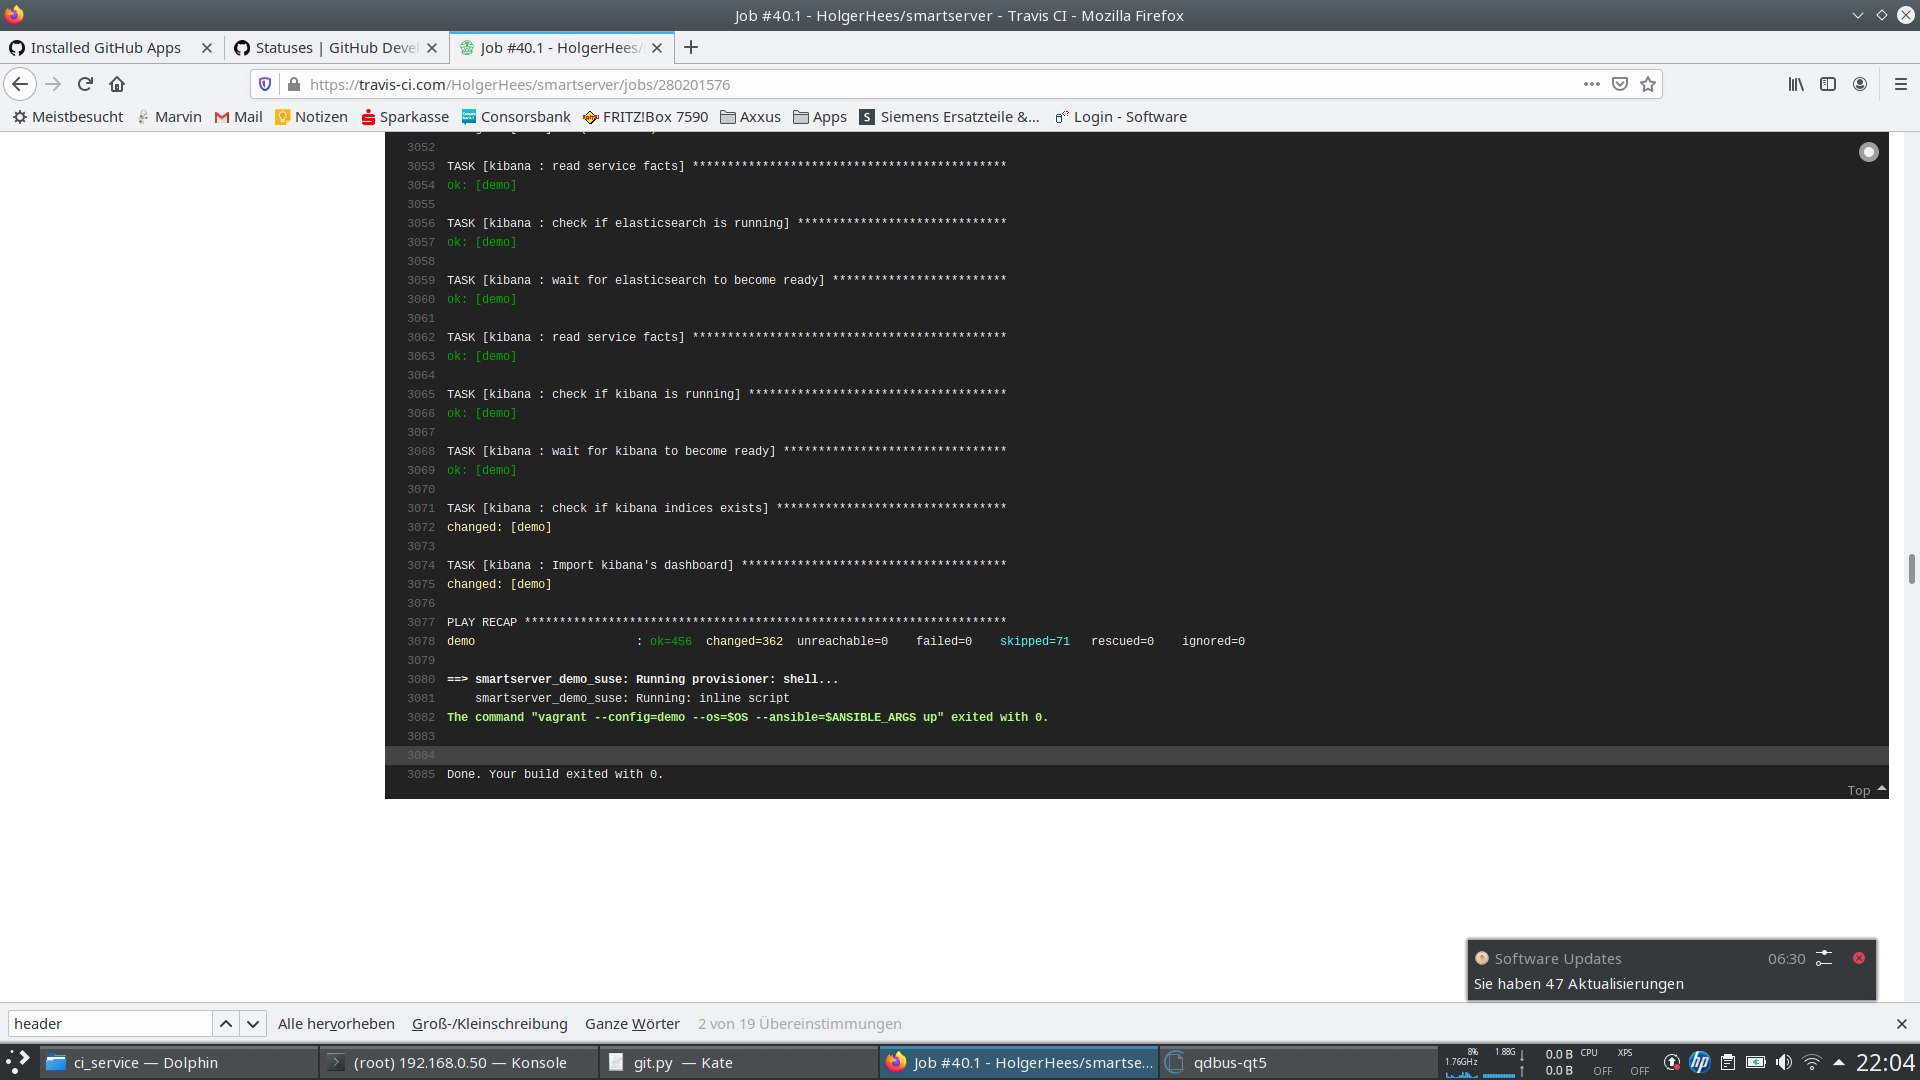 Job #40.1 - HolgerHees/smartserver - Travis CI - Mozilla Firefox
Installed GitHub Apps
Statuses | GitHub Deve
Job #40.1 - HolgerHees/
https://travis-ci.com/HolgerHees/smartserver/jobs/280201576
Meistbesucht Marvin Mail Notizen Sparkasse Consorsbank FRITZ!Box 7590 Axxus Apps Siemens Ersatzteile &... Login - Software
3052
3053 TASK [kibana : read service facts] *********************************************
3054 ok: [demo]
3055
3056 TASK [kibana : check if elasticsearch is running] ******************************
3057 ok: [demo]
3058
3059 TASK [kibana : wait for elasticsearch to become ready] *************************
3060 ok: [demo]
3061
3062 TASK [kibana : read service facts] *********************************************
3063 ok: [demo]
3064
3065 TASK [kibana : check if kibana is running] *************************************
3066 ok: [demo]
3067
3068 TASK [kibana : wait for kibana to become ready] ********************************
3069 ok: [demo]
3070
3071 TASK [kibana : check if kibana indices exists] *********************************
3072 changed: [demo]
3073
3074 TASK [kibana : Import kibana's dashboard] **************************************
3075 changed: [demo]
3076
3077 PLAY RECAP *********************************************************************
3078 demo : ok=456 changed=362 unreachable=0 failed=0 skipped=71 rescued=0 ignored=0
3079
3080 ==> smartserver_demo_suse: Running provisioner: shell...
3081 smartserver_demo_suse: Running: inline script
3082 The command "vagrant --config=demo --os=$OS --ansible=$ANSIBLE_ARGS up" exited with 0.
3083
3084
3085 Done. Your build exited with 0.
Top
Software Updates 06:30
Sie haben 47 Aktualisierungen
header Alle hervorheben Groß-/Kleinschreibung Ganze Wörter 2 von 19 Übereinstimmungen
ci_service — Dolphin
(root) 192.168.0.50 — Konsole
git.py — Kate
Job #40.1 - HolgerHees/smartse...
qdbus-qt5
8% 1.88G 0.0 B CPU XPS
1.76GHz 0.0 B OFF OFF
hp
22:04